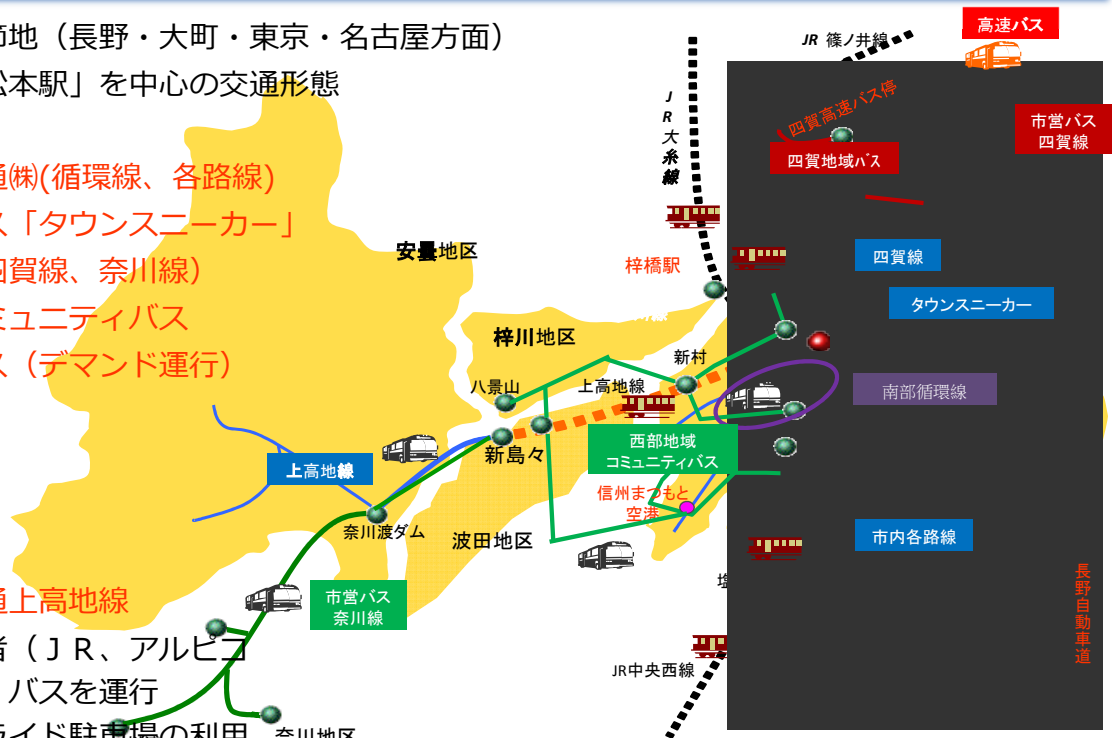 節地（長野・大町・東京・名古屋方面）
松本駅」を中心の交通形態
通㈱(循環線、各路線)
ス「タウンスニーカー」
四賀線、奈川線）
ミュニティバス
ス（デマンド運行）
通上高地線
者（ＪＲ、アルピコ
バスを運行
ライド駐車場の利用
高速バス
JR 篠ノ井線
JR大糸線
四賀高速バス停
市営バス
四賀線
四賀地域バス
安曇地区
梓橋駅
四賀線
タウンスニーカー
梓川地区
新村
八景山
上高地線
南部循環線
西部地域
コミュニティバス
新島々
上高地線
信州まつもと
空港
奈川渡ダム
波田地区
市内各路線
市営バス
奈川線
長野自動車道
JR中央西線
奈川地区